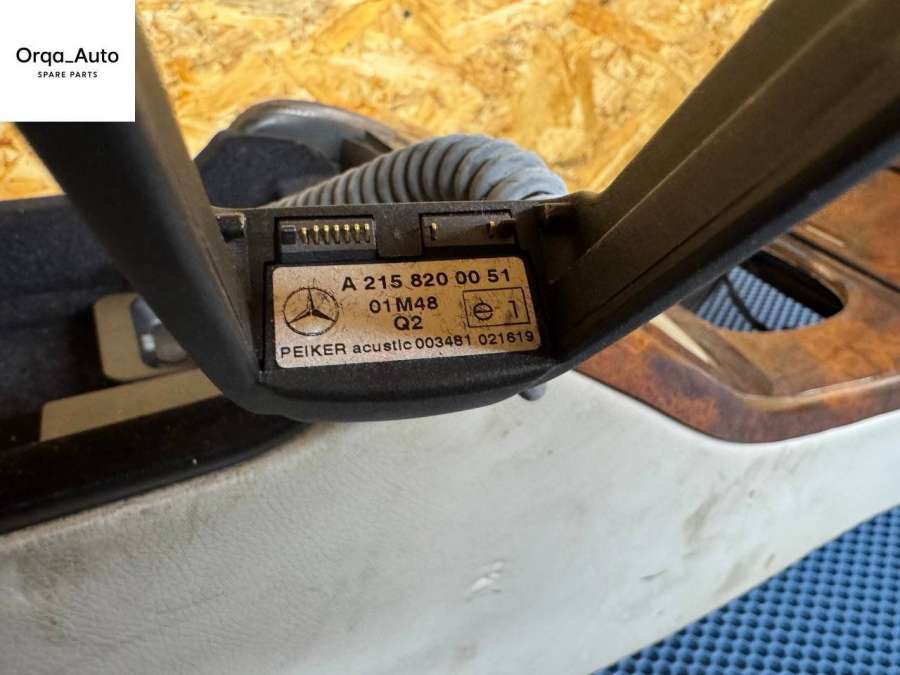 Orqa_Auto
SPARE PARTS
A 215 820 00 51
01M48
Q2
1
PEIKER acustic 003481 021619